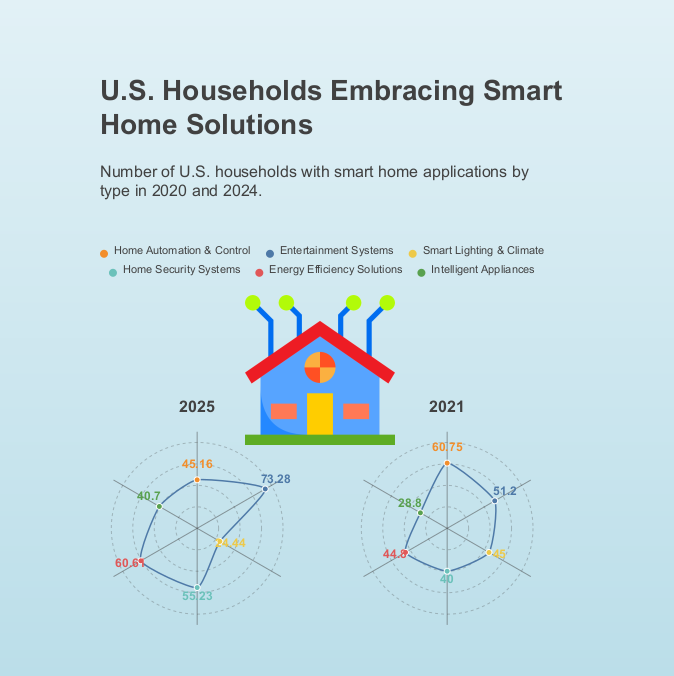 U.S. Households Embracing Smart
Home Solutions
Number of U.S. households with smart home applications by
type in 2020 and 2024.
Home Automation & Control Entertainment Systems Smart Lighting & Climate
Home Security Systems Energy Efficiency Solutions Intelligent Appliances
2025
45.16
73.28
24.44
55.23
60.61
40.7
2021
60.75
51.2
45
40
44.8
28.8